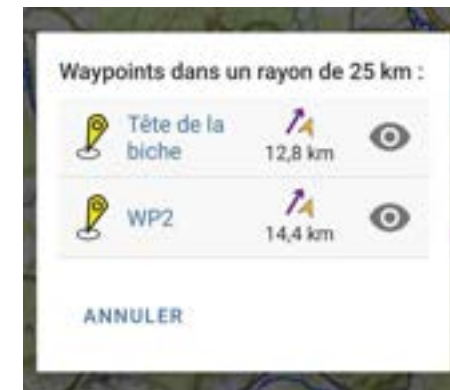 Waypoints dans un rayon de 25 km :
Tête de la
biche
12,8 km
WP2
14,4 km
ANNULER